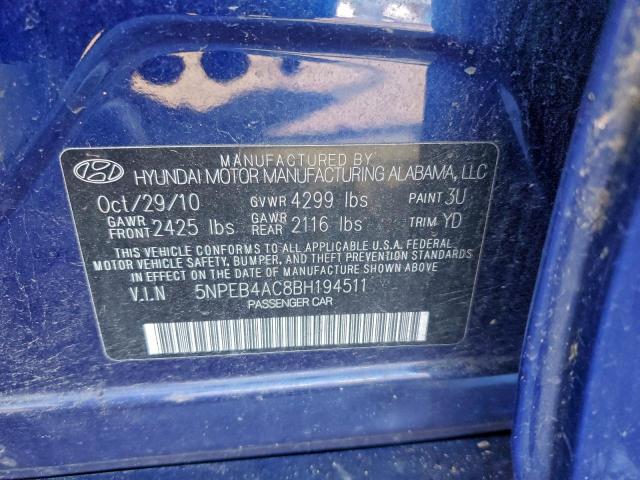 MANUFACTURED BY
HYUNDAI MOTOR MANUFACTURING ALABAMA, LLC
Oct/29/10 GVWR 4299 lbs PAINT 3U
GAWR FRONT 2425 lbs GAWR REAR 2116 lbs TRIM YD
THIS VEHICLE CONFORMS TO ALL APPLICABLE U.S.A. FEDERAL
MOTOR VEHICLE SAFETY, BUMPER, AND THEFT PREVENTION STANDARDS
IN EFFECT ON THE DATE OF MANUFACTURE SHOWN ABOVE.
V.I.N 5NPEB4AC8BH194511
PASSENGER CAR